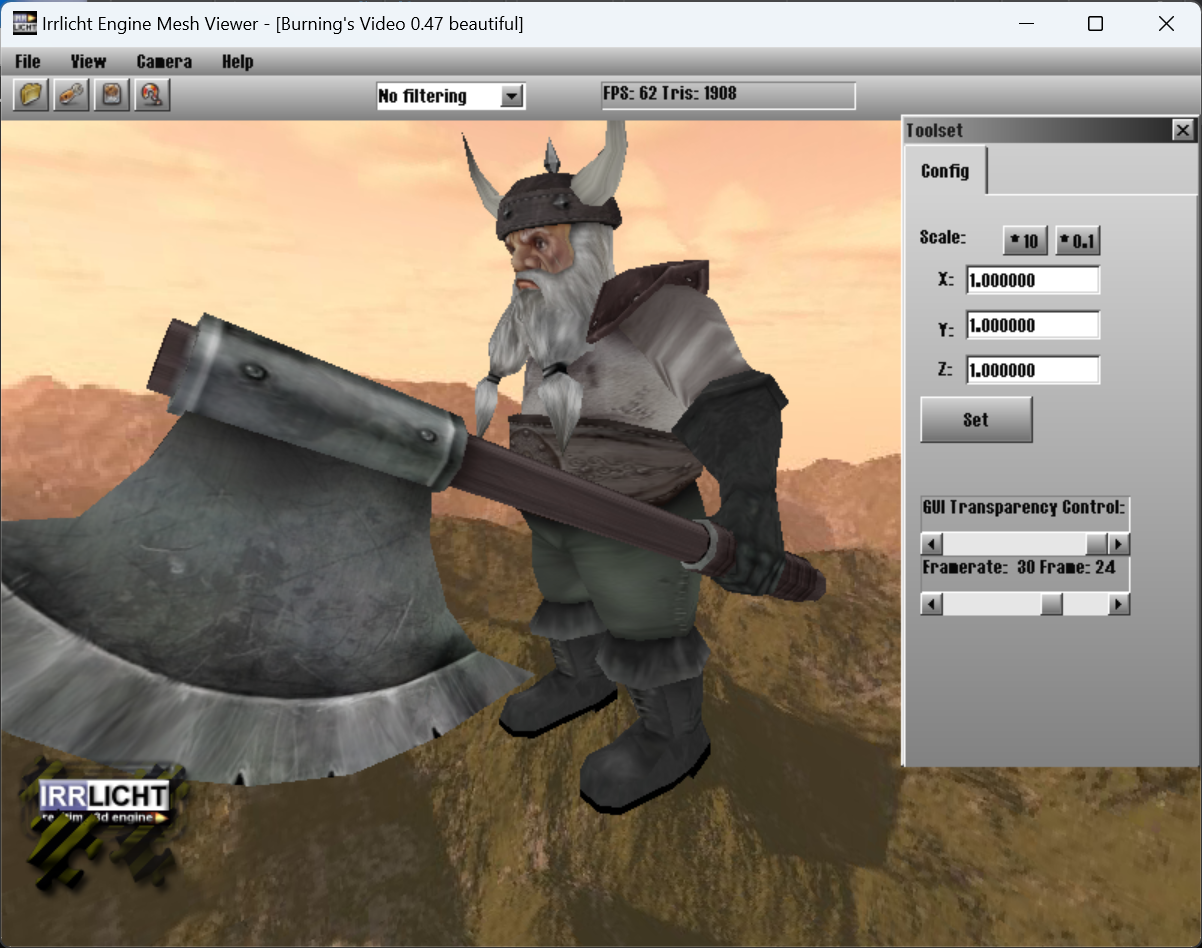 Irrlicht Engine Mesh Viewer - [Burning's Video 0.47 beautiful]
File View Camera Help
No filtering
FPS: 62 Tris: 1908
Toolset
Config
Scale: * 10 * 0.1
X: 1.000000
Y: 1.000000
Z: 1.000000
Set
GUI Transparency Control:
Framerate: 30 Frame: 24
IRRLICHT
3d engine